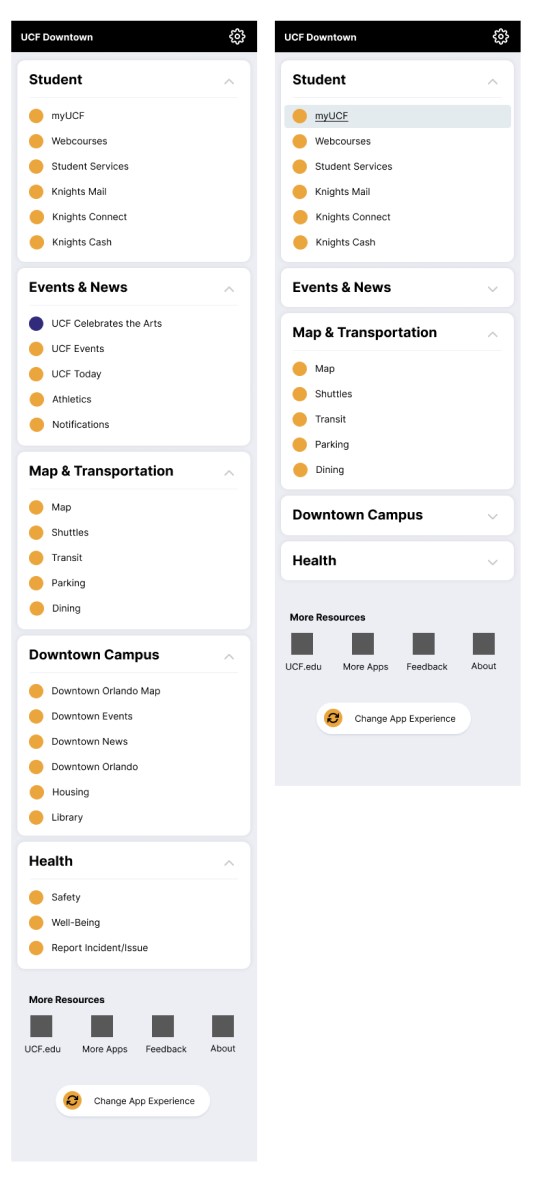 UCF Downtown
Student
myUCF
Webcourses
Student Services
Knights Mail
Knights Connect
Knights Cash
Events & News
UCF Celebrates the Arts
UCF Events
UCF Today
Athletics
Notifications
Map & Transportation
Map
Shuttles
Transit
Parking
Dining
Downtown Campus
Downtown Orlando Map
Downtown Events
Downtown News
Downtown Orlando
Housing
Library
Health
Safety
Well-Being
Report Incident/Issue
More Resources
UCF.edu More Apps Feedback About
Change App Experience
UCF Downtown
Student
myUCF
Webcourses
Student Services
Knights Mail
Knights Connect
Knights Cash
Events & News
Map & Transportation
Map
Shuttles
Transit
Parking
Dining
Downtown Campus
Health
More Resources
UCF.edu More Apps Feedback About
Change App Experience